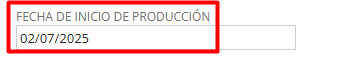 FECHA DE INICIO DE PRODUCCIÓN
02/07/2025